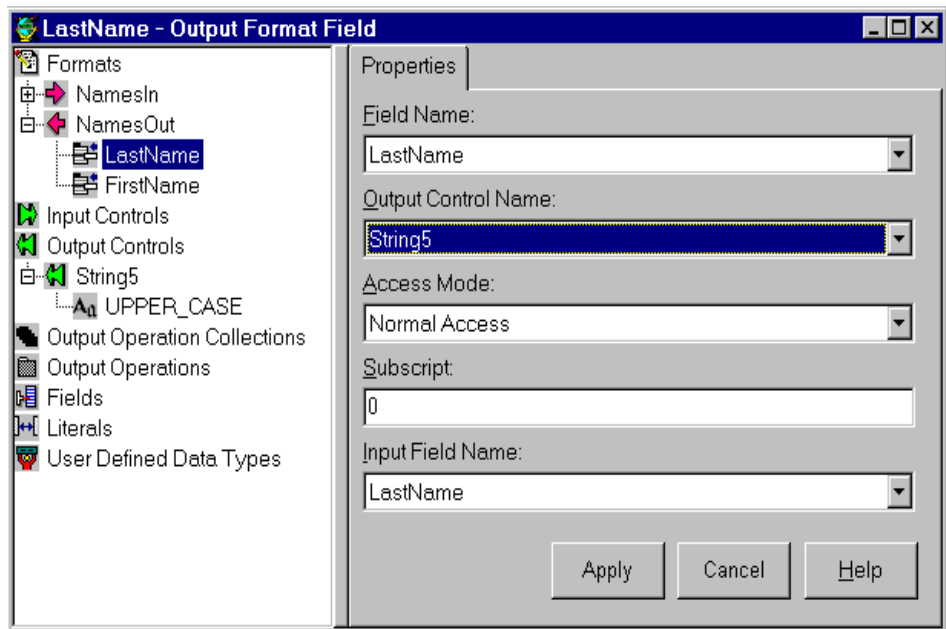 LastName - Output Format Field
Formats
NamesIn
NamesOut
LastName
FirstName
Input Controls
Output Controls
String5
UPPER_CASE
Output Operation Collections
Output Operations
Fields
Literals
User Defined Data Types
Properties
Field Name:
LastName
Output Control Name:
String5
Access Mode:
Normal Access
Subscript:
0
Input Field Name:
LastName
Apply Cancel Help